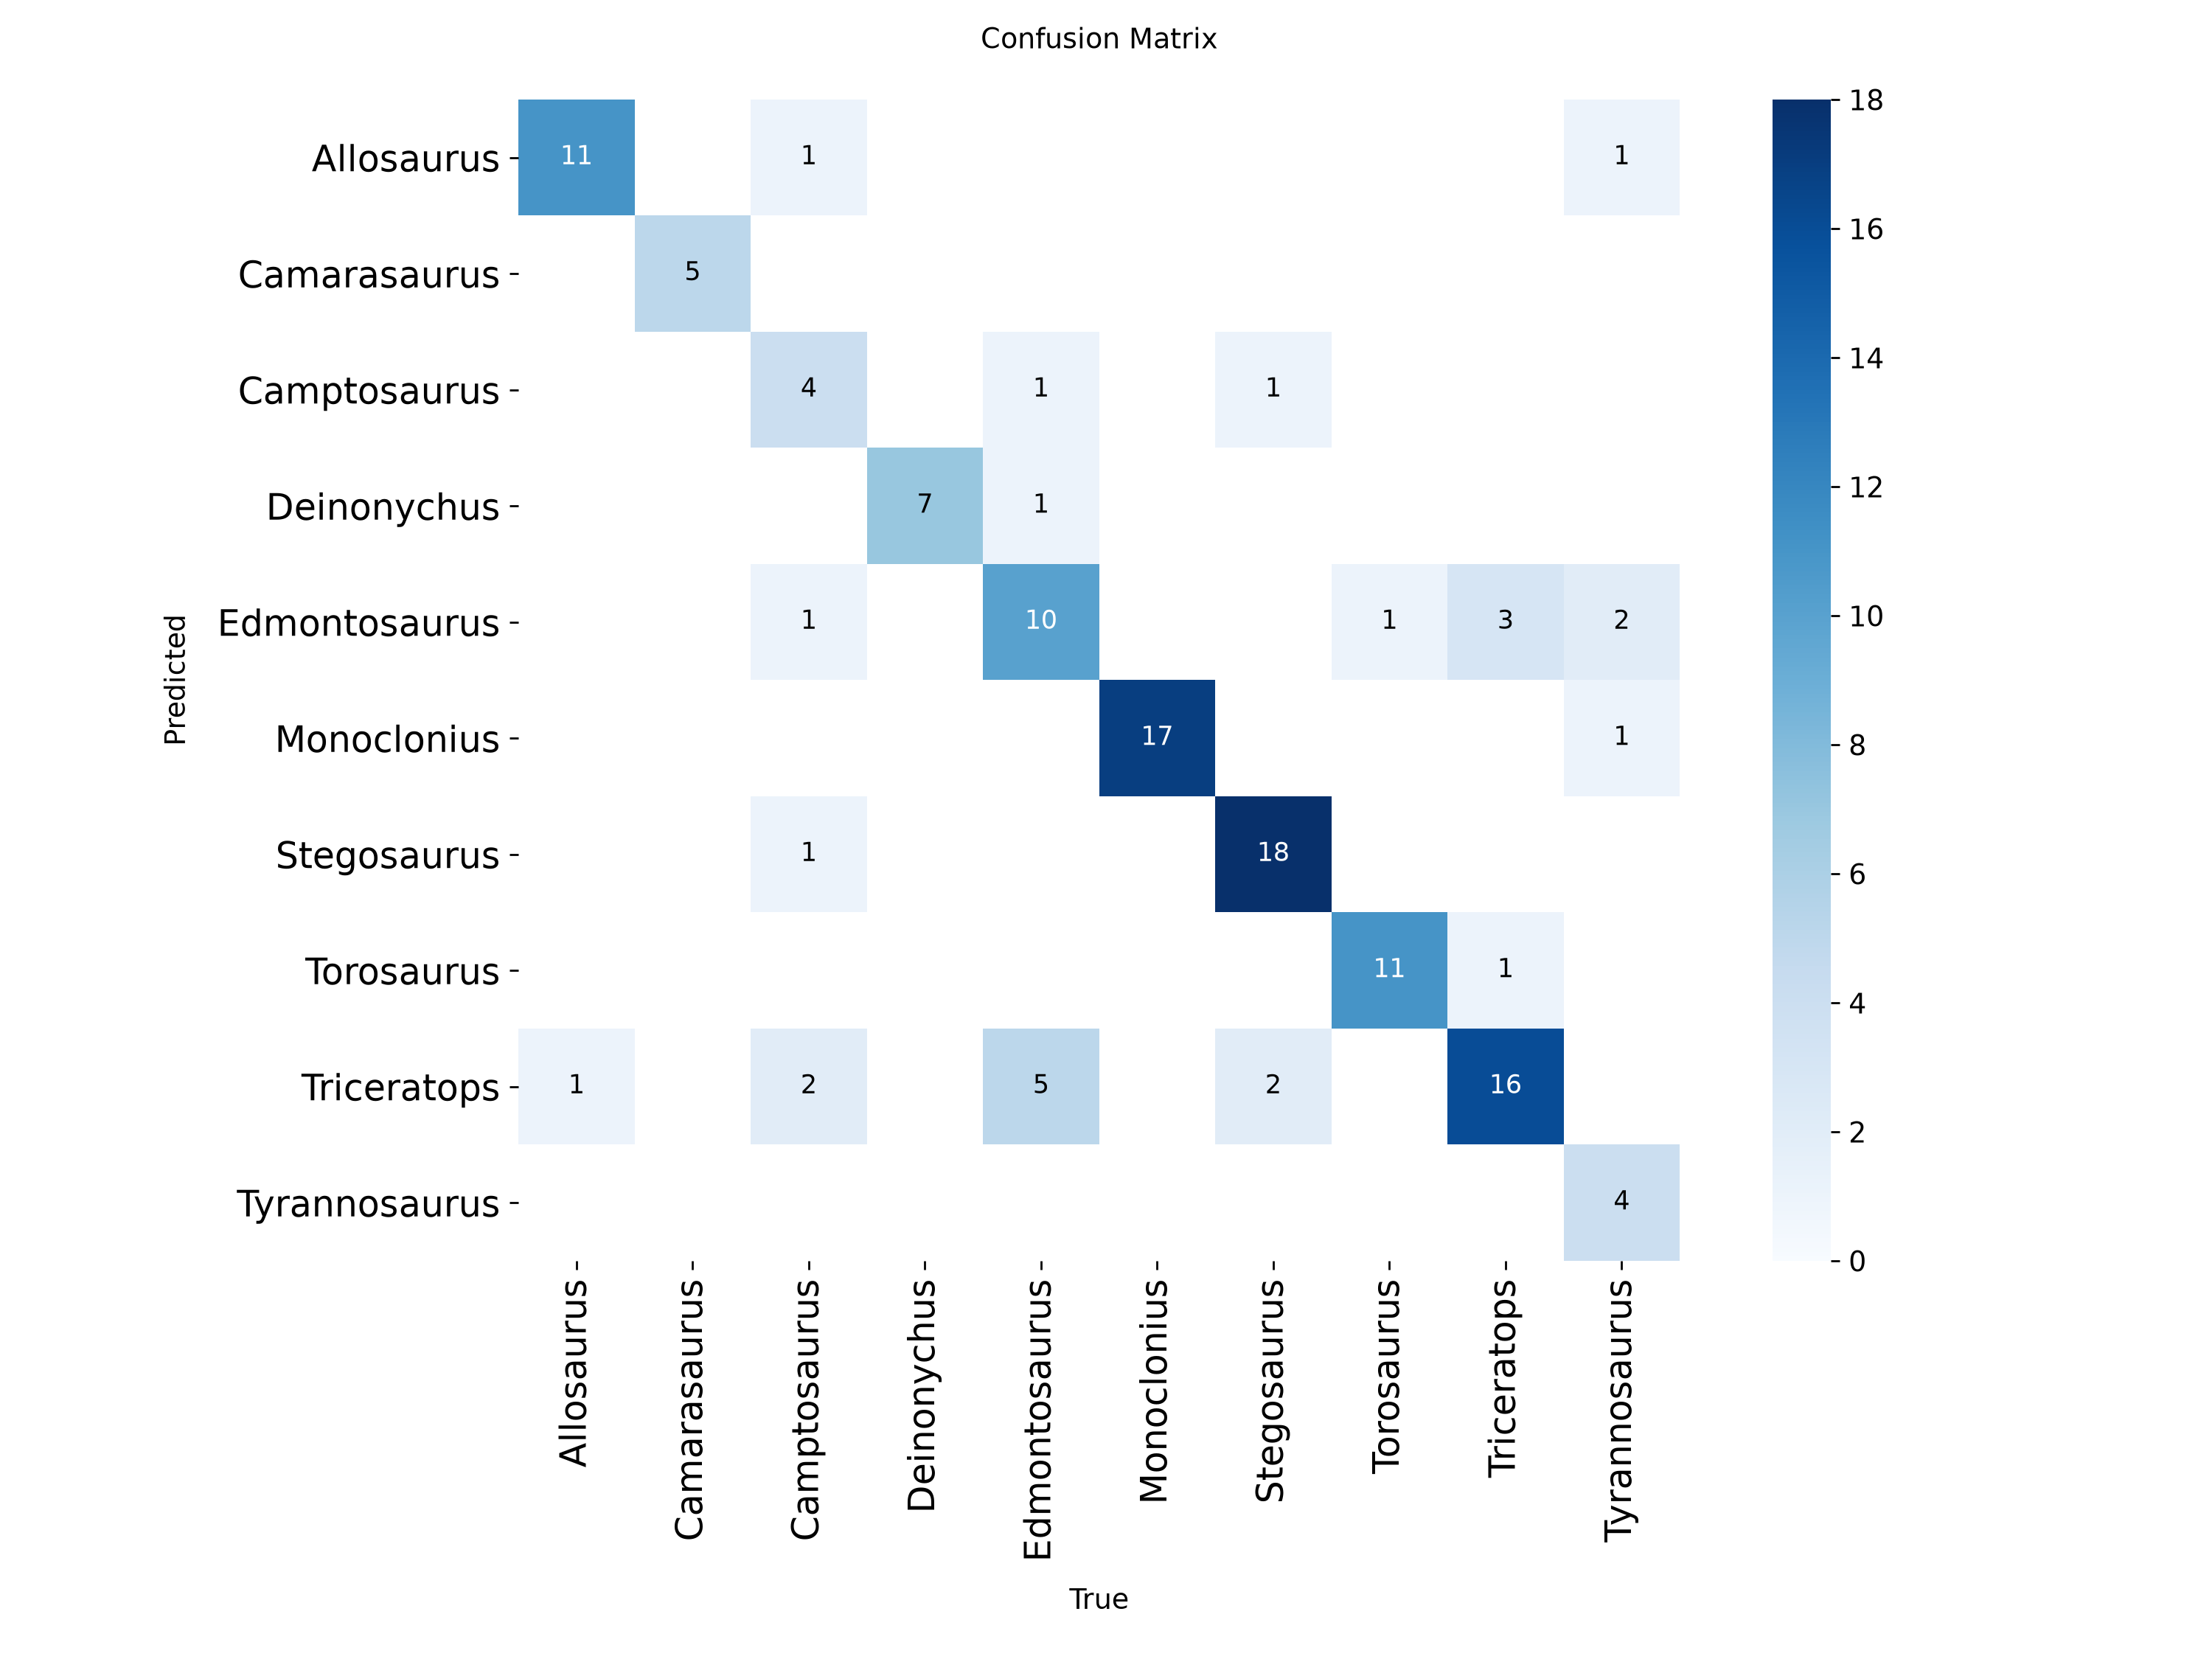 Confusion Matrix
Allosaurus 11 1 1
Camarasaurus 5
Camptosaurus 4 1 1
Deinonychus 7 1
Edmontosaurus 1 10 1 3 2
Monoclonius 17 1
Stegosaurus 1 18
Torosaurus 11 1
Triceratops 1 2 5 2 16
Tyrannosaurus 4
Predicted
Allosaurus
Camarasaurus
Camptosaurus
Deinonychus
Edmontosaurus
Monoclonius
Stegosaurus
Torosaurus
Triceratops
Tyrannosaurus
True
18
16
14
12
10
8
6
4
2
0